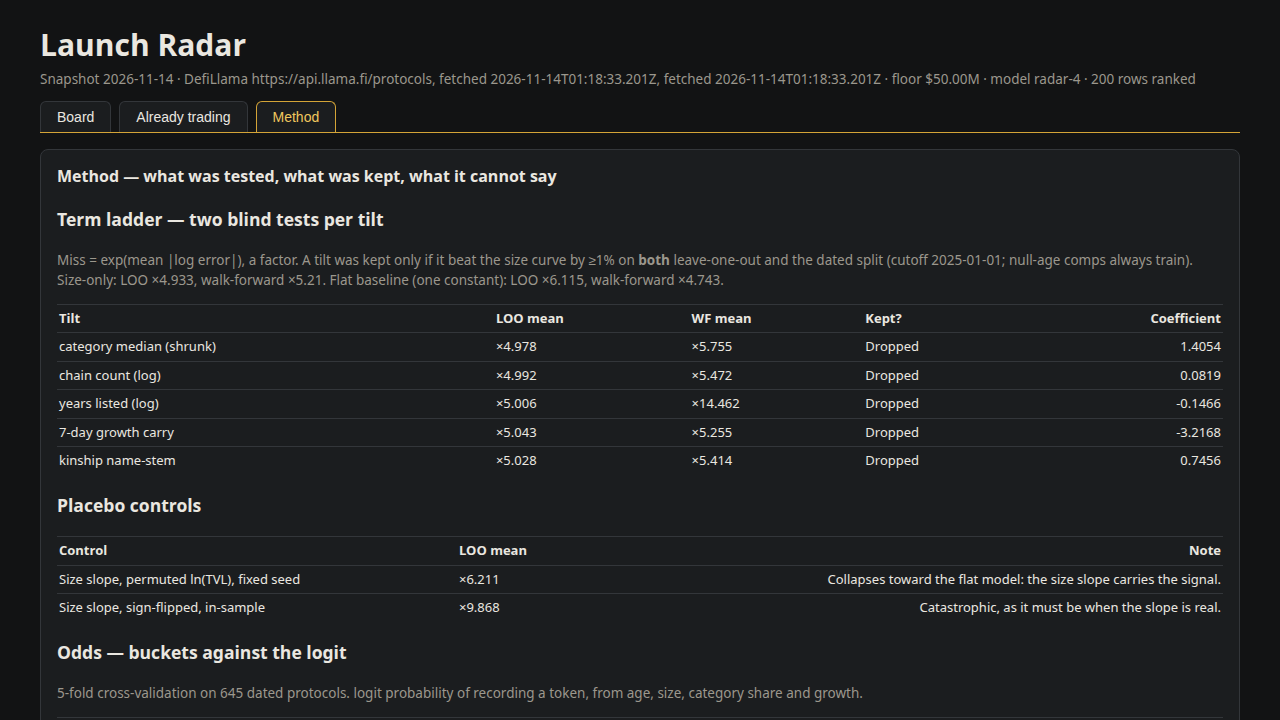 Launch Radar
Snapshot 2026-11-14 · DefiLlama https://api.llama.fi/protocols, fetched 2026-11-14T01:18:33.201Z, fetched 2026-11-14T01:18:33.201Z · floor $50.00M · model radar-4 · 200 rows ranked
Board Already trading Method
Method — what was tested, what was kept, what it cannot say
Term ladder — two blind tests per tilt
Miss = exp(mean |log error|), a factor. A tilt was kept only if it beat the size curve by ≥1% on both leave-one-out and the dated split (cutoff 2025-01-01; null-age comps always train).
Size-only: LOO ×4.933, walk-forward ×5.21. Flat baseline (one constant): LOO ×6.115, walk-forward ×4.743.
Tilt LOO mean WF mean Kept? Coefficient
category median (shrunk) ×4.978 ×5.755 Dropped 1.4054
chain count (log) ×4.992 ×5.472 Dropped 0.0819
years listed (log) ×5.006 ×14.462 Dropped -0.1466
7-day growth carry ×5.043 ×5.255 Dropped -3.2168
kinship name-stem ×5.028 ×5.414 Dropped 0.7456
Placebo controls
Control LOO mean Note
Size slope, permuted ln(TVL), fixed seed ×6.211 Collapses toward the flat model: the size slope carries the signal.
Size slope, sign-flipped, in-sample ×9.868 Catastrophic, as it must be when the slope is real.
Odds — buckets against the logit
5-fold cross-validation on 645 dated protocols. logit probability of recording a token, from age, size, category share and growth.